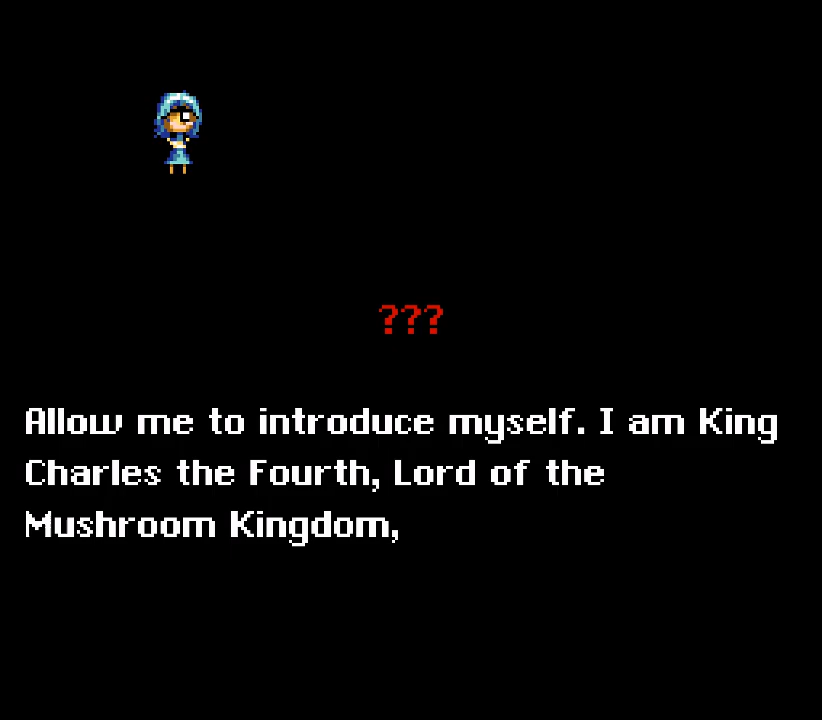 ???
Allow me to introduce myself. I am King
Charles the Fourth, Lord of the
Mushroom Kingdom,